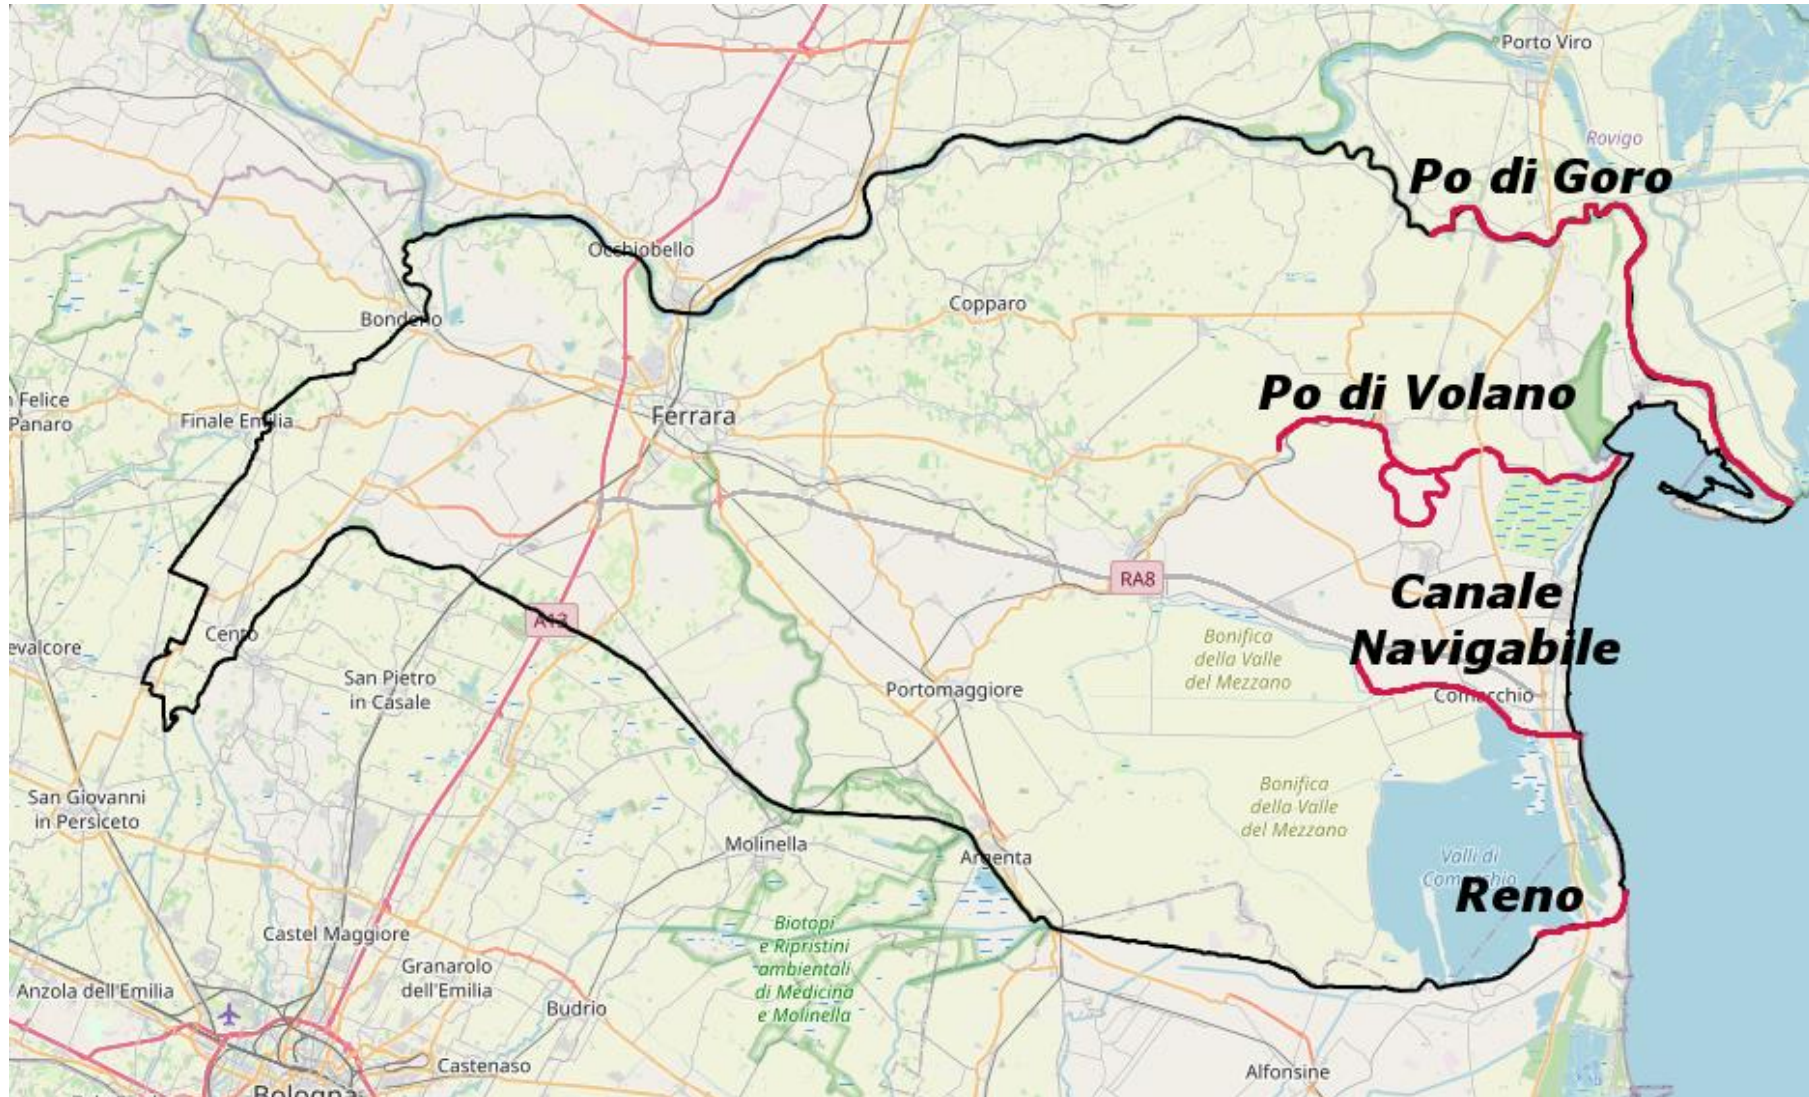 Porto Viro
Rovigo
Po di Goro
Occhiobello
Copparo
Bondeno
n Felice
Panaro
Finale Emilia
Ferrara
Po di Volano
RA8
Canale
Navigabile
A13
Cento
evalcore
San Pietro
in Casale
Portomaggiore
Bonifica
della Valle
del Mezzano
Comacchio
San Giovanni
in Persiceto
Bonifica
della Valle
del Mezzano
Molinella
Argenta
Valli di
Comacchio
Reno
Castel Maggiore
Biotopi
e Ripristini
ambientali
di Medicina
e Molinella
Granarolo
dell'Emilia
Anzola dell'Emilia
Budrio
Castenaso
Alfonsine
Bologna